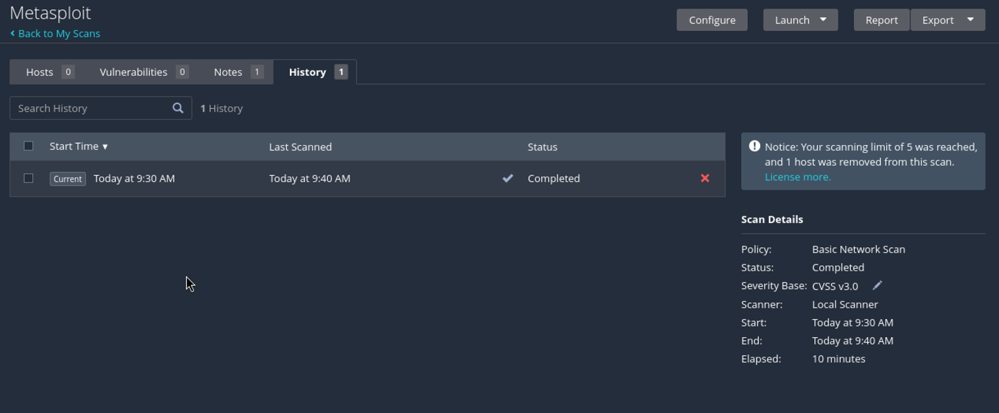 Metasploit
Back to My Scans
Configure
Launch
Report
Export
Hosts 0
Vulnerabilities 0
Notes 1
History 1
Search History
1 History
Start Time Last Scanned Status
Current Today at 9:30 AM Today at 9:40 AM Completed
Notice: Your scanning limit of 5 was reached,
and 1 host was removed from this scan.
License more.
Scan Details
Policy: Basic Network Scan
Status: Completed
Severity Base: CVSS v3.0
Scanner: Local Scanner
Start: Today at 9:30 AM
End: Today at 9:40 AM
Elapsed: 10 minutes